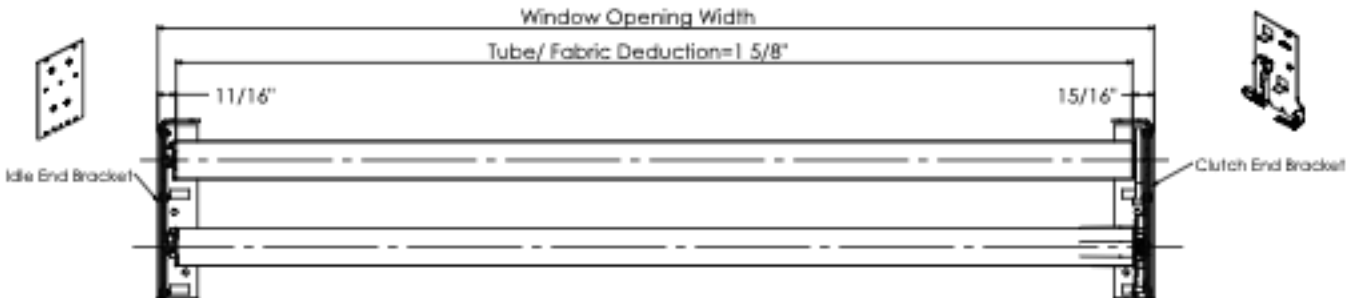 Window Opening Width
Tube/ Fabric Deduction=1 5/8"
11/16"
15/16"
Idle End Bracket
Clutch End Bracket